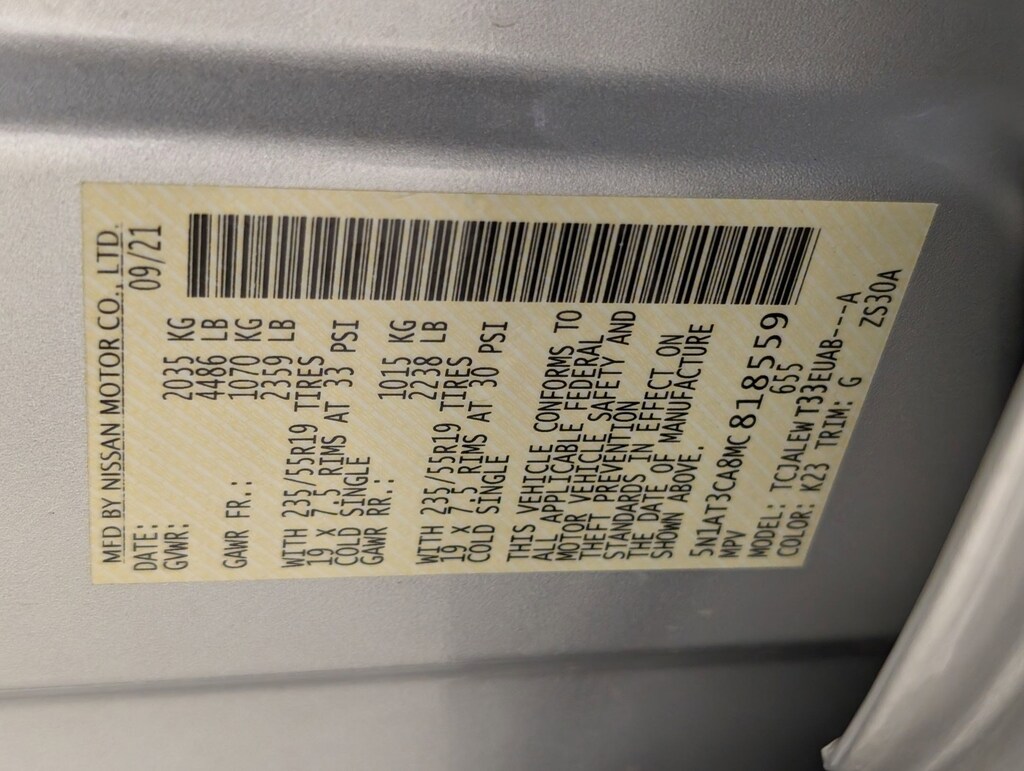 MFD BY NISSAN MOTOR CO., LTD.
DATE: 09/21
GVWR: 2035 KG
4486 LB
GAWR FR.: 1070 KG
2359 LB
WITH 235/55R19 TIRES
19 X 7.5 RIMS AT 33 PSI
COLD SINGLE
GAWR RR.: 1015 KG
2238 LB
WITH 235/55R19 TIRES
19 X 7.5 RIMS AT 30 PSI
COLD SINGLE
THIS VEHICLE CONFORMS TO
ALL APPLICABLE FEDERAL
MOTOR VEHICLE SAFETY AND
THEFT PREVENTION
STANDARDS IN EFFECT ON
THE DATE OF MANUFACTURE
SHOWN ABOVE.
5N1AT3CA8MC818559
MPV 655
MODEL: TCJALEW T33EUAB---A
COLOR: K23 TRIM: G ZS30A